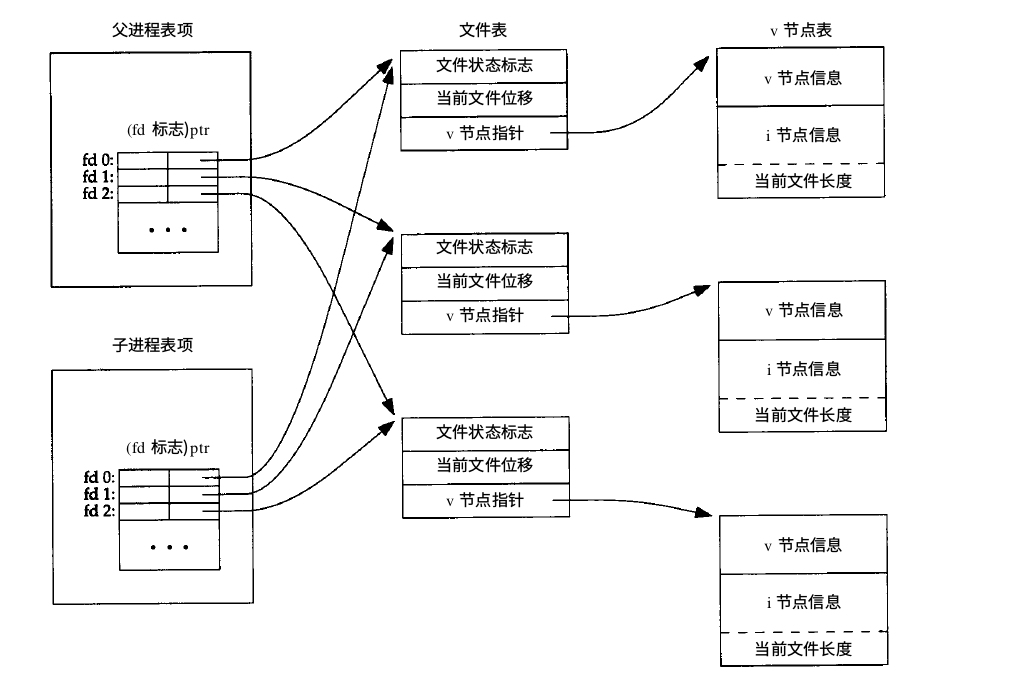 父进程表项
(fd 标志)ptr
fd 0:
fd 1:
fd 2:
• • •
子进程表项
(fd 标志)ptr
fd 0:
fd 1:
fd 2:
• • •
文件表
文件状态标志
当前文件位移
v 节点指针
文件状态标志
当前文件位移
v 节点指针
文件状态标志
当前文件位移
v 节点指针
v 节点表
v 节点信息
i 节点信息
当前文件长度
v 节点信息
i 节点信息
当前文件长度
v 节点信息
i 节点信息
当前文件长度